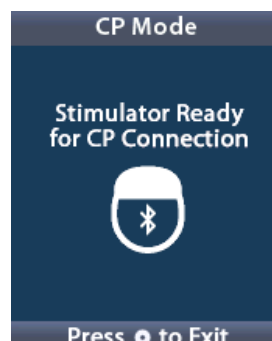 CP Mode
Stimulator Ready
for CP Connection
Press to Exit